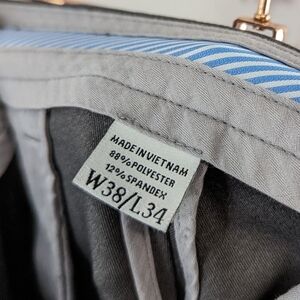 MADE IN VIETNAM
88% POLYESTER
12% SPANDEX
W38/L34